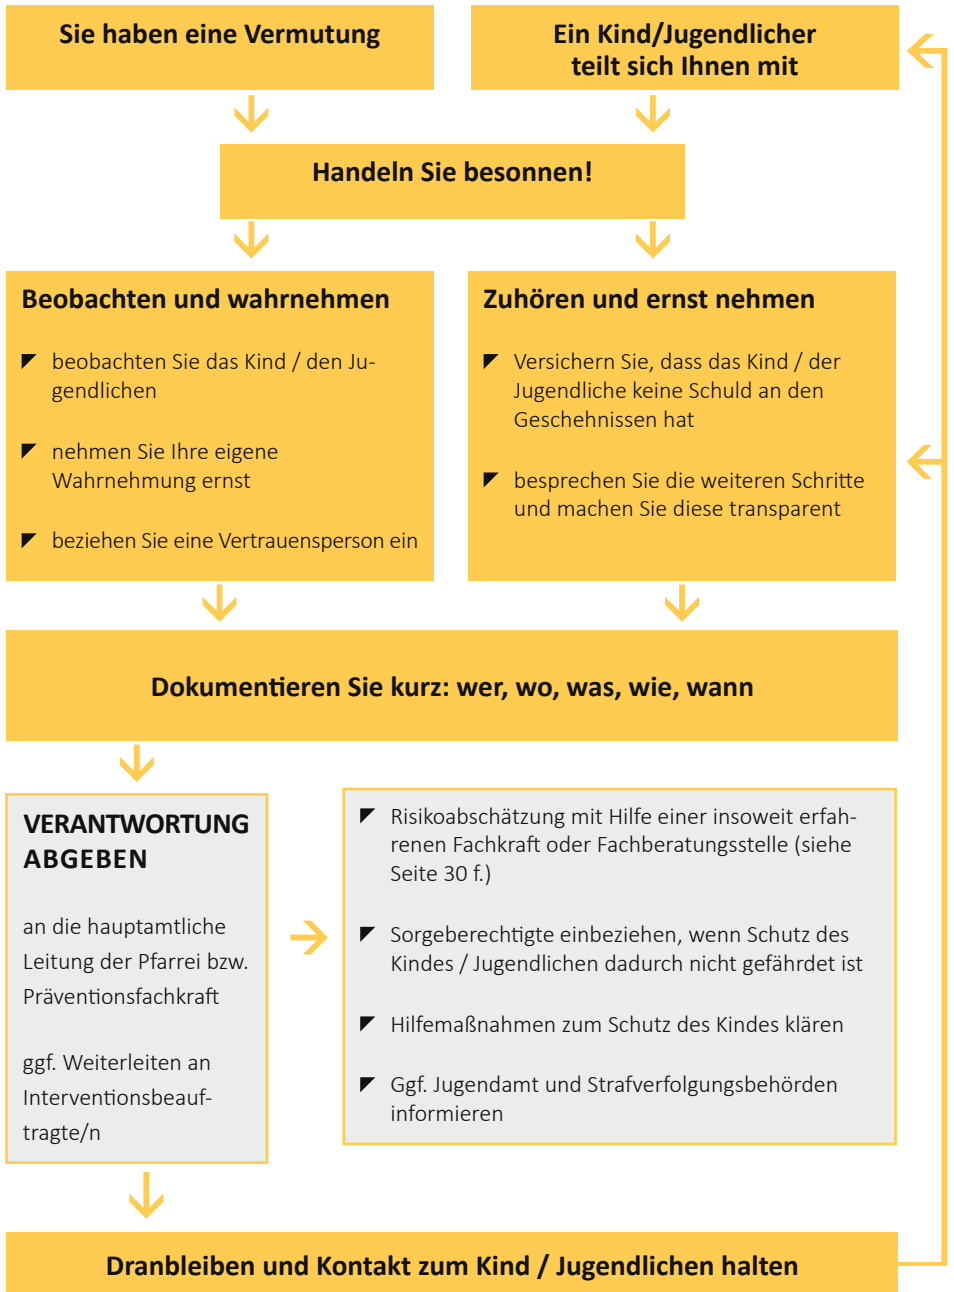 Sie haben eine Vermutung
Ein Kind/Jugendlicher
teilt sich Ihnen mit
Handeln Sie besonnen!
Beobachten und wahrnehmen
beobachten Sie das Kind / den Ju-
gendlichen
nehmen Sie Ihre eigene
Wahrnehmung ernst
beziehen Sie eine Vertrauensperson ein
Zuhören und ernst nehmen
Versichern Sie, dass das Kind / der
Jugendliche keine Schuld an den
Geschehnissen hat
besprechen Sie die weiteren Schritte
und machen Sie diese transparent
Dokumentieren Sie kurz: wer, wo, was, wie, wann
VERANTWORTUNG
ABGEBEN
an die hauptamtliche
Leitung der Pfarrei bzw.
Präventionsfachkraft
ggf. Weiterleiten an
Interventionsbeauf-
tragte/n
Risikoabschätzung mit Hilfe einer insoweit erfah-
renen Fachkraft oder Fachberatungsstelle (siehe
Seite 30 f.)
Sorgeberechtigte einbeziehen, wenn Schutz des
Kindes / Jugendlichen dadurch nicht gefährdet ist
Hilfemaßnahmen zum Schutz des Kindes klären
Ggf. Jugendamt und Strafverfolgungsbehörden
informieren
Dranbleiben und Kontakt zum Kind / Jugendlichen halten